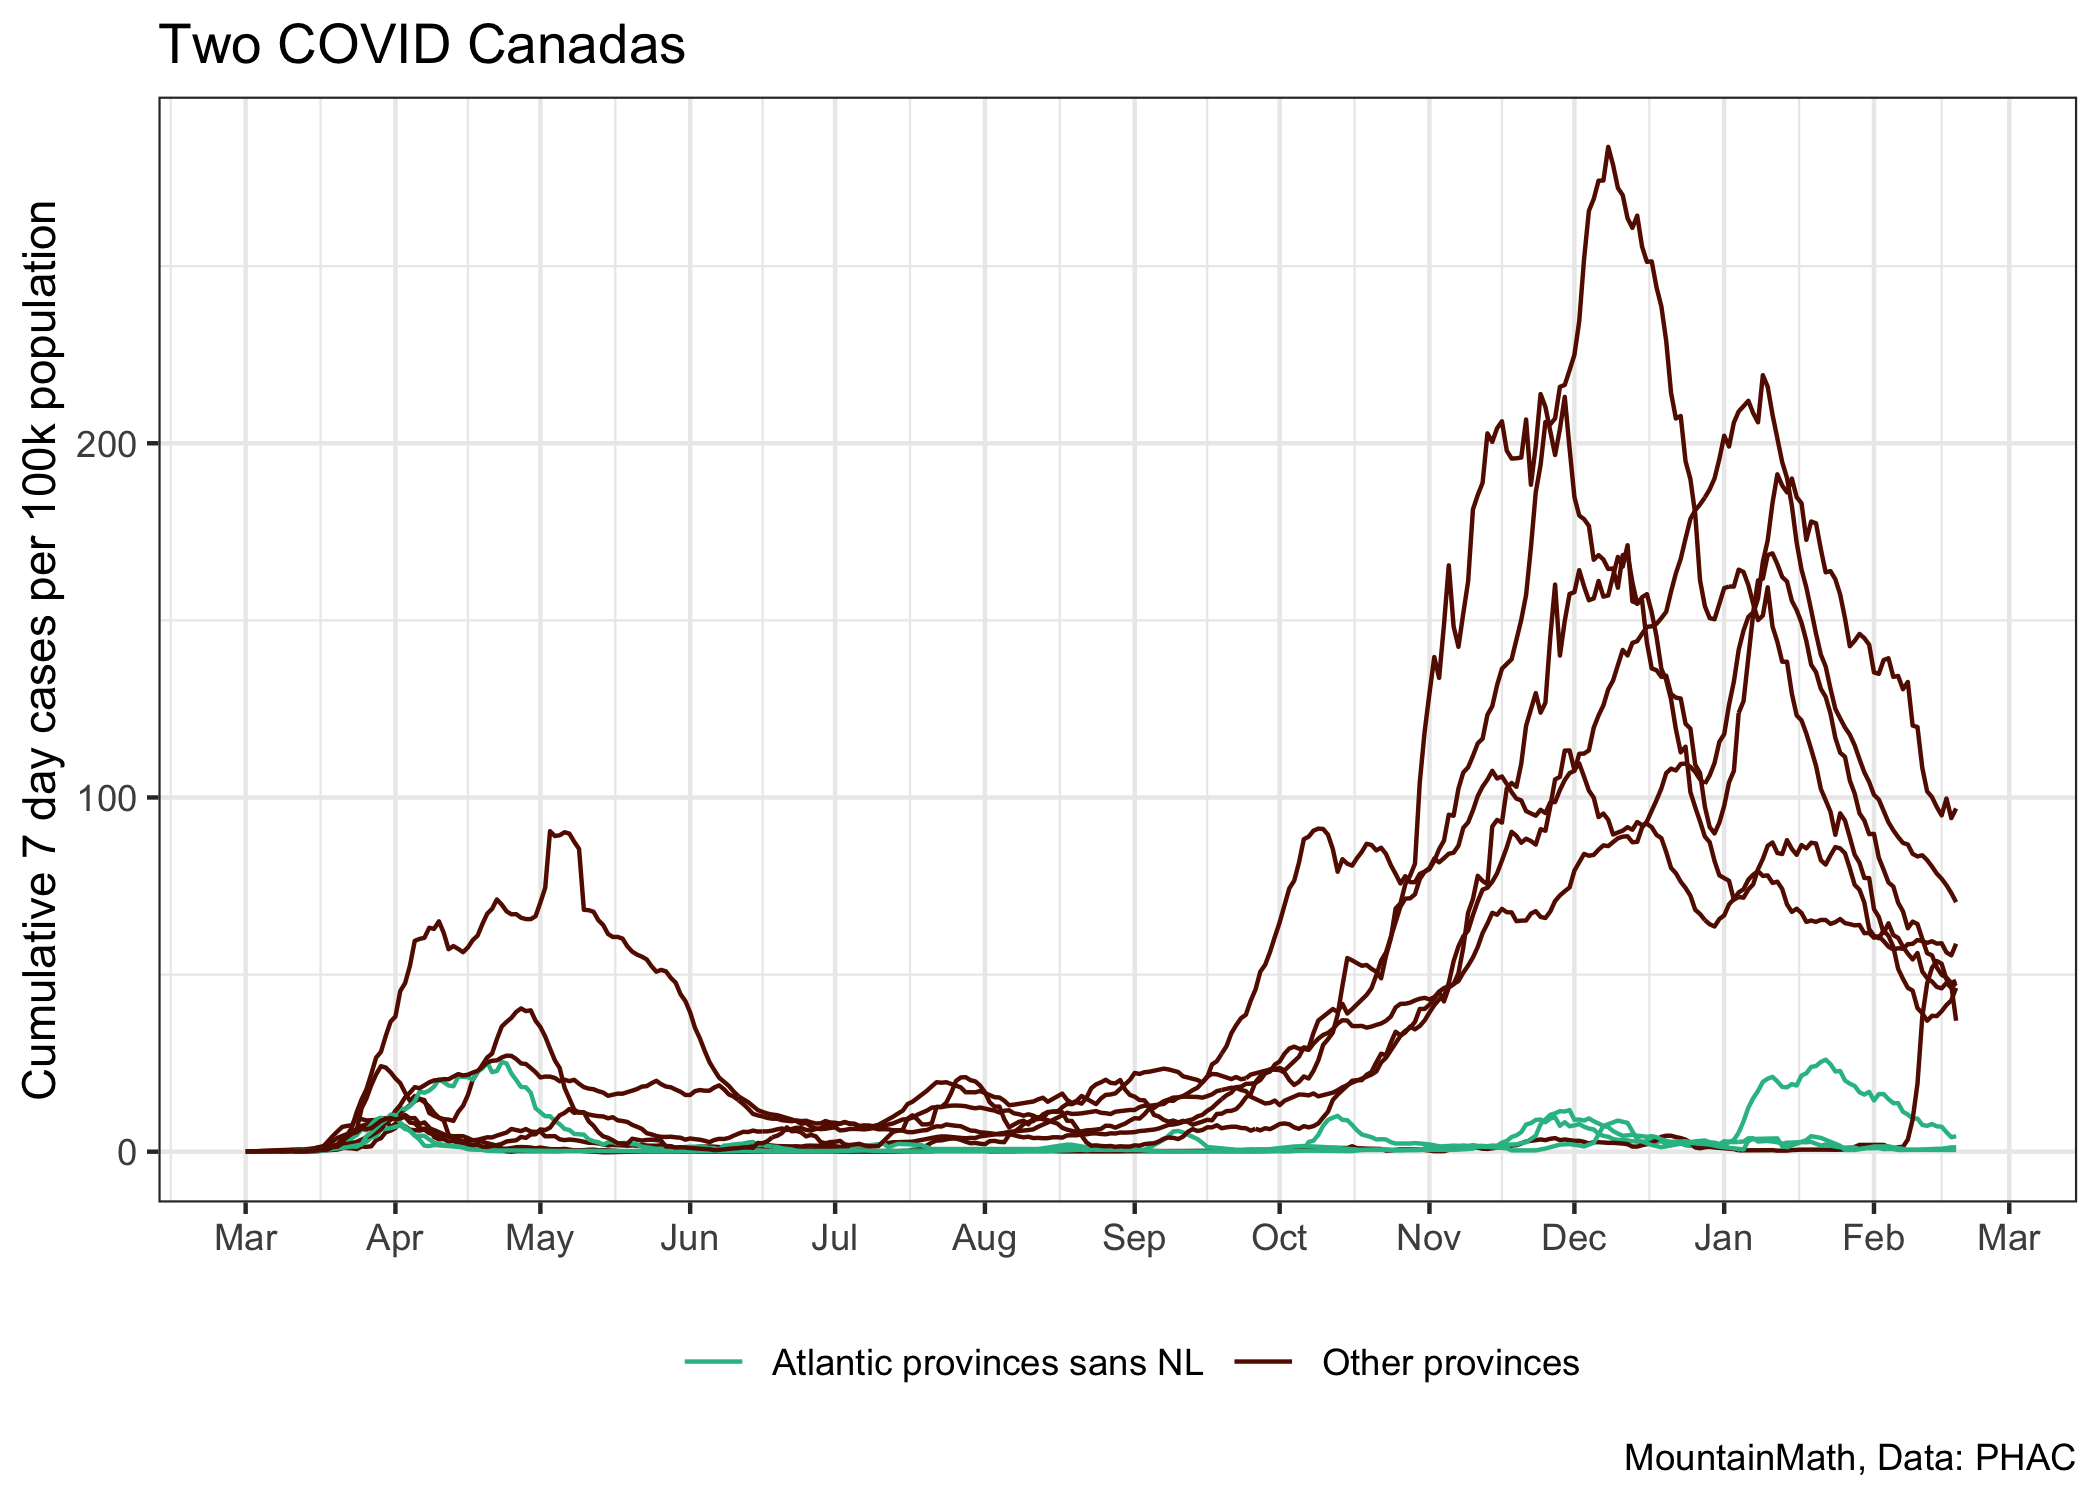 Two COVID Canadas
Cumulative 7 day cases per 100k population
200
100
0
Mar Apr May Jun Jul Aug Sep Oct Nov Dec Jan Feb Mar
Atlantic provinces sans NL Other provinces
MountainMath, Data: PHAC